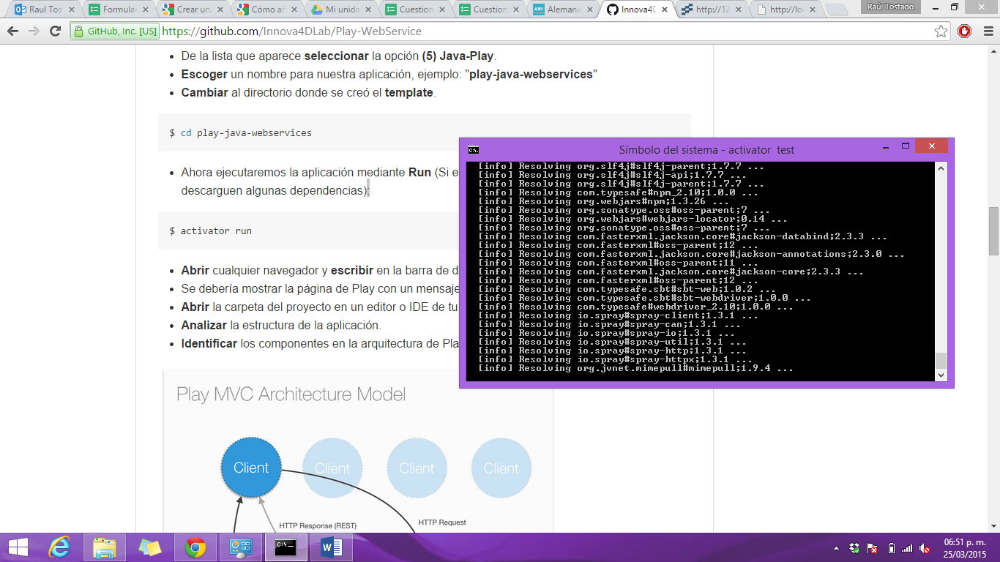 Raul Tos
Formular
Crear un
Cómo añ
Mi unida
Cuestion
Cuestion
Alemania
Innova4D
http://12
http://lo
Raúl Tostado
GitHub, Inc. [US]
https://github.com/Innova4DLab/Play-WebService
De la lista que aparece seleccionar la opción (5) Java-Play.
Escoger un nombre para nuestra aplicación, ejemplo: "play-java-webservices"
Cambiar al directorio donde se creó el template.
$ cd play-java-webservices
Ahora ejecutaremos la aplicación mediante Run (Si e
descarguen algunas dependencias):
$ activator run
Abrir cualquier navegador y escribir en la barra de d
Se debería mostrar la página de Play con un mensaje
Abrir la carpeta del proyecto en un editor o IDE de tu
Analizar la estructura de la aplicación.
Identificar los componentes en la arquitectura de Pla
Símbolo del sistema - activator test
[info] Resolving org.slf4j#slf4j-parent;1.7.7 ...
[info] Resolving org.slf4j#slf4j-api;1.7.7 ...
[info] Resolving org.slf4j#slf4j-parent;1.7.7 ...
[info] Resolving com.typesafe#npm_2.10;1.0.0 ...
[info] Resolving org.webjars#npm;1.3.26 ...
[info] Resolving org.sonatype.oss#oss-parent;7 ...
[info] Resolving org.webjars#webjars-locator;0.14 ...
[info] Resolving org.sonatype.oss#oss-parent;7 ...
[info] Resolving com.fasterxml.jackson.core#jackson-databind;2.3.3 ...
[info] Resolving com.fasterxml#oss-parent;12 ...
[info] Resolving com.fasterxml.jackson.core#jackson-annotations;2.3.0 ...
[info] Resolving com.fasterxml#oss-parent;11 ...
[info] Resolving com.fasterxml.jackson.core#jackson-core;2.3.3 ...
[info] Resolving com.fasterxml#oss-parent;12 ...
[info] Resolving com.typesafe.sbt#sbt-web;1.0.2 ...
[info] Resolving com.typesafe.sbt#sbt-webdriver;1.0.0 ...
[info] Resolving com.typesafe#webdriver_2.10;1.0.0 ...
[info] Resolving io.spray#spray-client;1.3.1 ...
[info] Resolving io.spray#spray-can;1.3.1 ...
[info] Resolving io.spray#spray-io;1.3.1 ...
[info] Resolving io.spray#spray-util;1.3.1 ...
[info] Resolving io.spray#spray-http;1.3.1 ...
[info] Resolving io.spray#spray-httpx;1.3.1 ...
[info] Resolving org.jvnet.mimepull#mimepull;1.9.4 ...
Play MVC Architecture Model
Client
Client
Client
Client
HTTP Response (REST)
HTTP Request
06:51 p. m.
25/03/2015